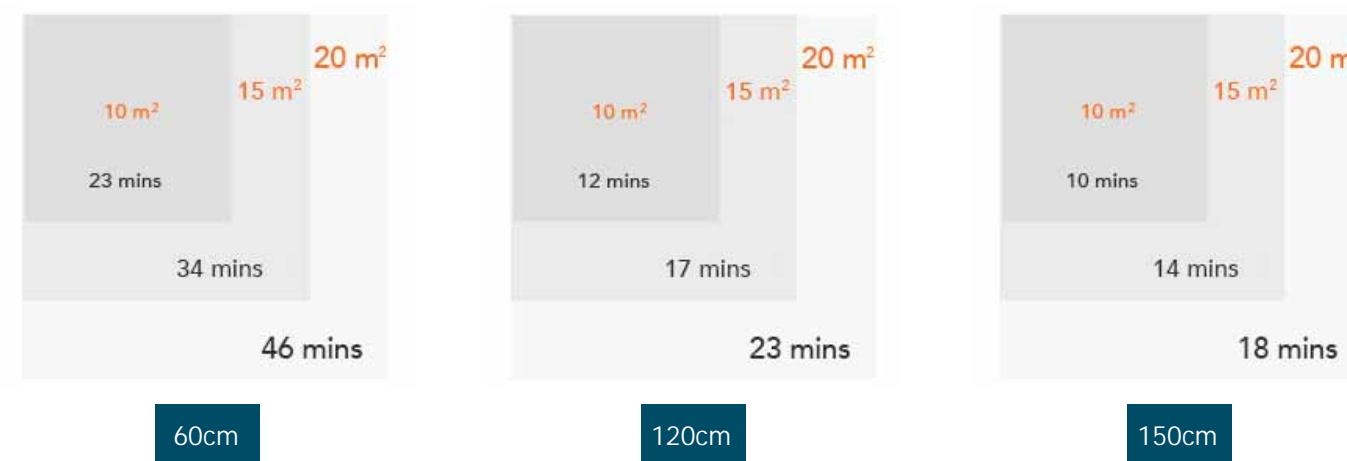 20 m²
15 m²
10 m²
23 mins
34 mins
46 mins
60cm
20 m²
15 m²
10 m²
12 mins
17 mins
23 mins
120cm
20 m
15 m²
10 m²
10 mins
14 mins
18 mins
150cm